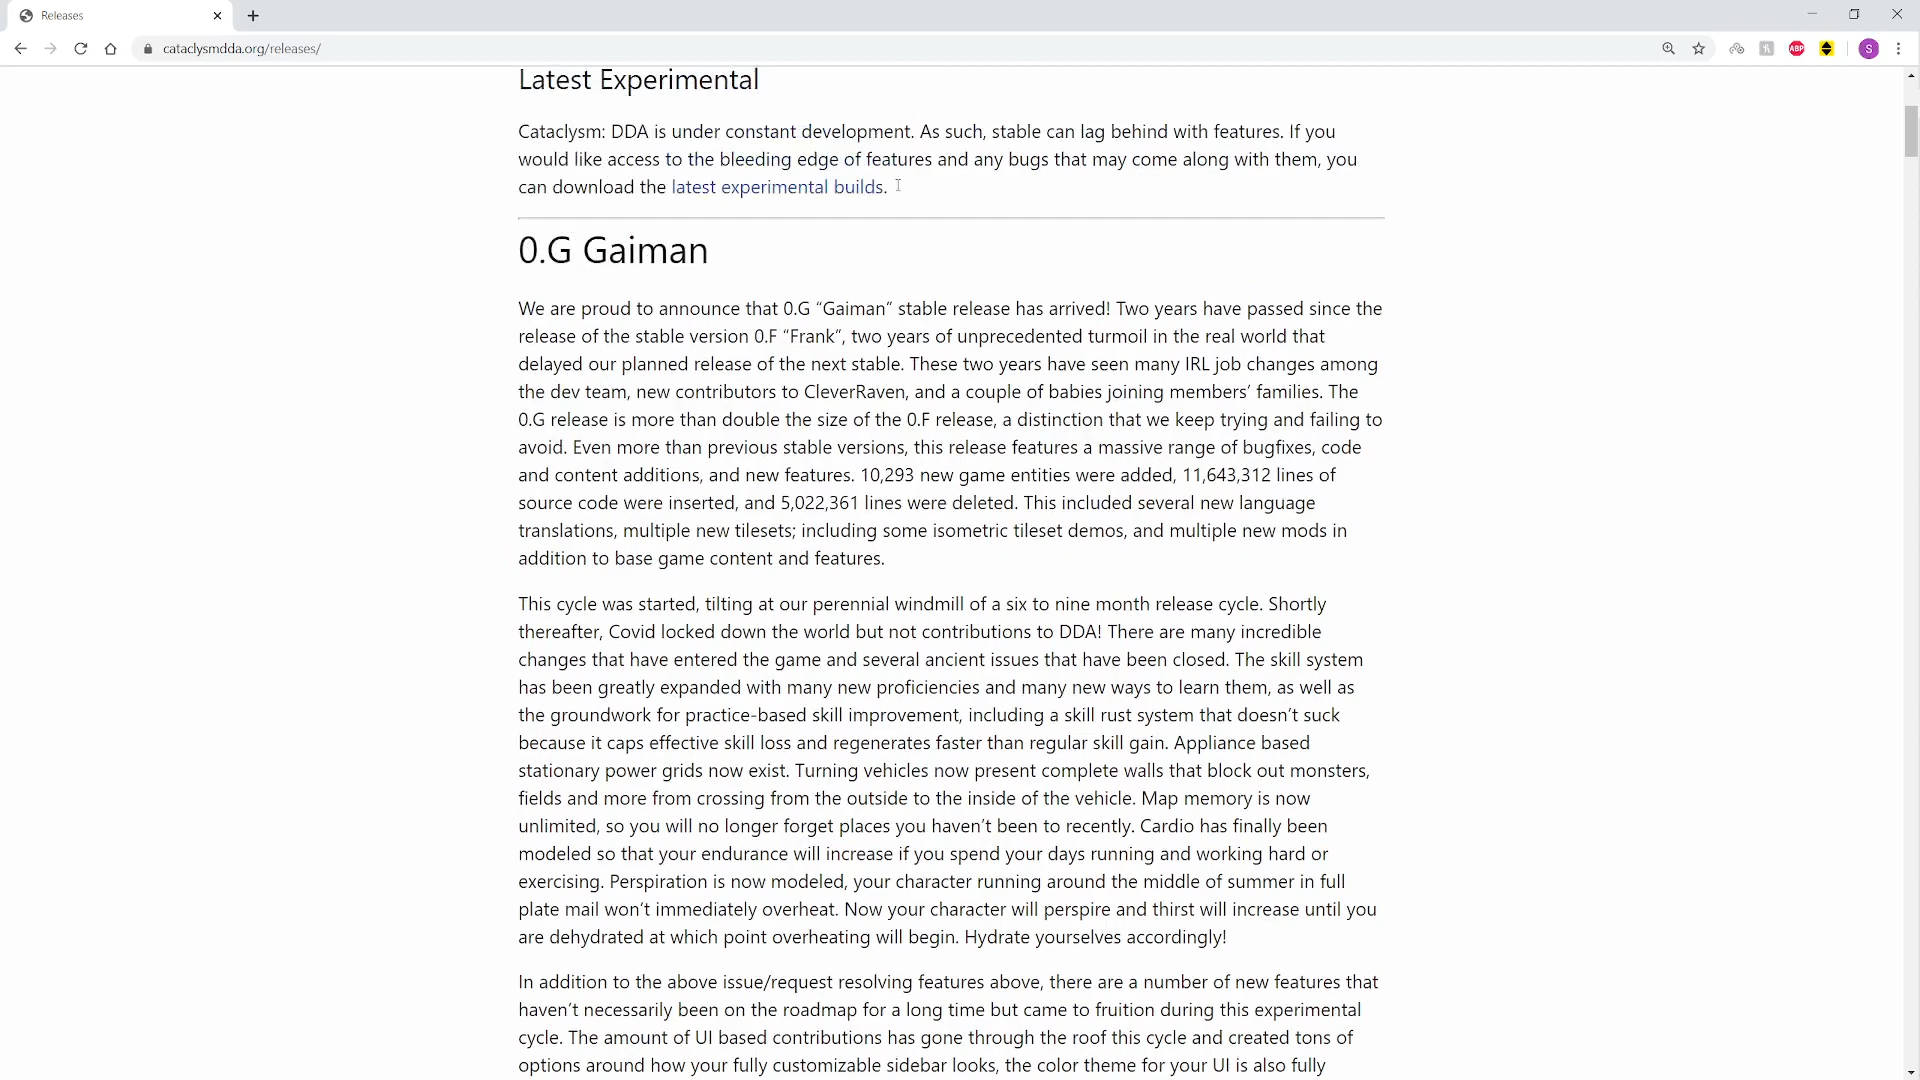 Releases
cataclysmdda.org/releases/
ABP
S
Latest Experimental
Cataclysm: DDA is under constant development. As such, stable can lag behind with features. If you
would like access to the bleeding edge of features and any bugs that may come along with them, you
can download the latest experimental builds.
0.G Gaiman
We are proud to announce that 0.G “Gaiman” stable release has arrived! Two years have passed since the
release of the stable version 0.F “Frank”, two years of unprecedented turmoil in the real world that
delayed our planned release of the next stable. These two years have seen many IRL job changes among
the dev team, new contributors to CleverRaven, and a couple of babies joining members’ families. The
0.G release is more than double the size of the 0.F release, a distinction that we keep trying and failing to
avoid. Even more than previous stable versions, this release features a massive range of bugfixes, code
and content additions, and new features. 10,293 new game entities were added, 11,643,312 lines of
source code were inserted, and 5,022,361 lines were deleted. This included several new language
translations, multiple new tilesets; including some isometric tileset demos, and multiple new mods in
addition to base game content and features.
This cycle was started, tilting at our perennial windmill of a six to nine month release cycle. Shortly
thereafter, Covid locked down the world but not contributions to DDA! There are many incredible
changes that have entered the game and several ancient issues that have been closed. The skill system
has been greatly expanded with many new proficiencies and many new ways to learn them, as well as
the groundwork for practice-based skill improvement, including a skill rust system that doesn’t suck
because it caps effective skill loss and regenerates faster than regular skill gain. Appliance based
stationary power grids now exist. Turning vehicles now present complete walls that block out monsters,
fields and more from crossing from the outside to the inside of the vehicle. Map memory is now
unlimited, so you will no longer forget places you haven’t been to recently. Cardio has finally been
modeled so that your endurance will increase if you spend your days running and working hard or
exercising. Perspiration is now modeled, your character running around the middle of summer in full
plate mail won’t immediately overheat. Now your character will perspire and thirst will increase until you
are dehydrated at which point overheating will begin. Hydrate yourselves accordingly!
In addition to the above issue/request resolving features above, there are a number of new features that
haven’t necessarily been on the roadmap for a long time but came to fruition during this experimental
cycle. The amount of UI based contributions has gone through the roof this cycle and created tons of
options around how your fully customizable sidebar looks, the color theme for your UI is also fully